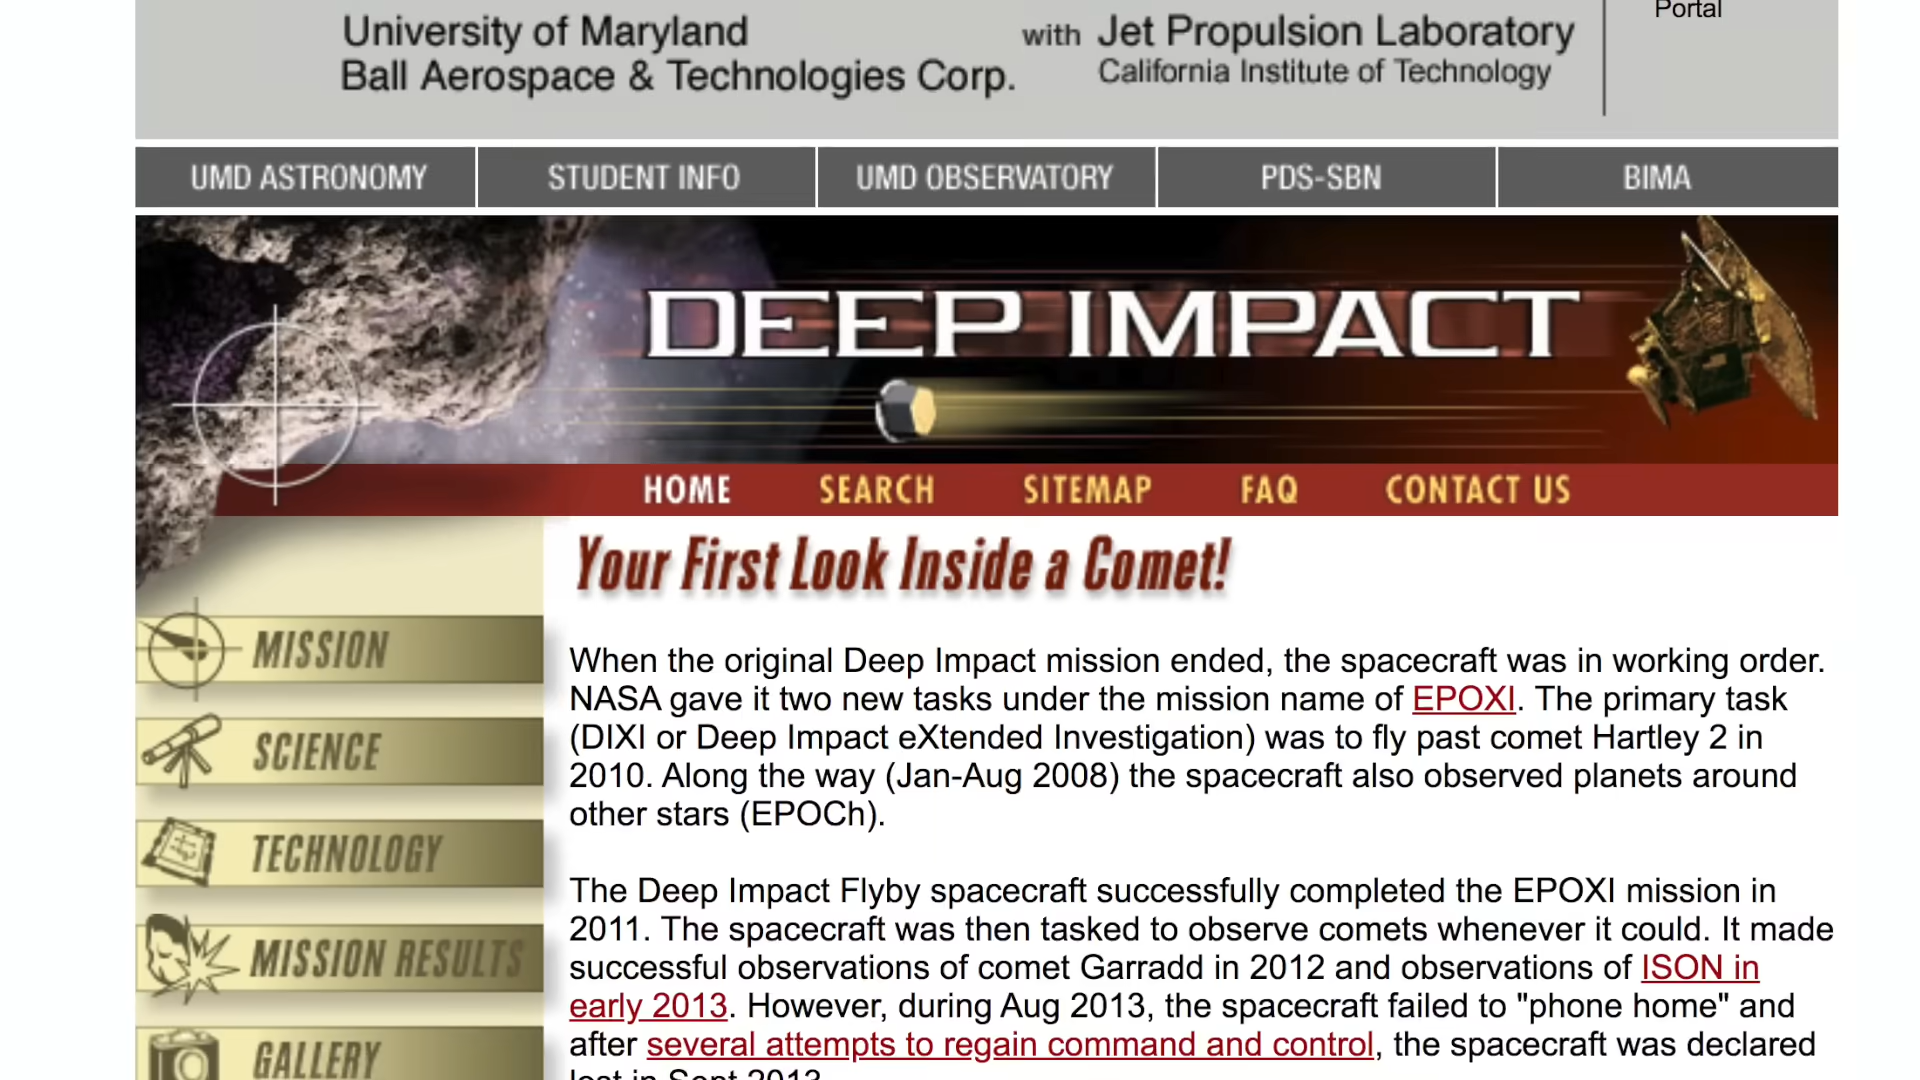 Portal
University of Maryland
with Jet Propulsion Laboratory
Ball Aerospace & Technologies Corp.
California Institute of Technology
UMD ASTRONOMY
STUDENT INFO
UMD OBSERVATORY
PDS-SBN
BIMA
DEEP IMPACT
HOME
SEARCH
SITEMAP
FAQ
CONTACT US
Your First Look Inside a Comet!
MISSION
SCIENCE
TECHNOLOGY
MISSION RESULTS
GALLERY
When the original Deep Impact mission ended, the spacecraft was in working order.
NASA gave it two new tasks under the mission name of EPOXI. The primary task
(DIXI or Deep Impact eXtended Investigation) was to fly past comet Hartley 2 in
2010. Along the way (Jan-Aug 2008) the spacecraft also observed planets around
other stars (EPOCh).
The Deep Impact Flyby spacecraft successfully completed the EPOXI mission in
2011. The spacecraft was then tasked to observe comets whenever it could. It made
successful observations of comet Garradd in 2012 and observations of ISON in
early 2013. However, during Aug 2013, the spacecraft failed to "phone home" and
after several attempts to regain command and control, the spacecraft was declared
lost in Sept 2013.